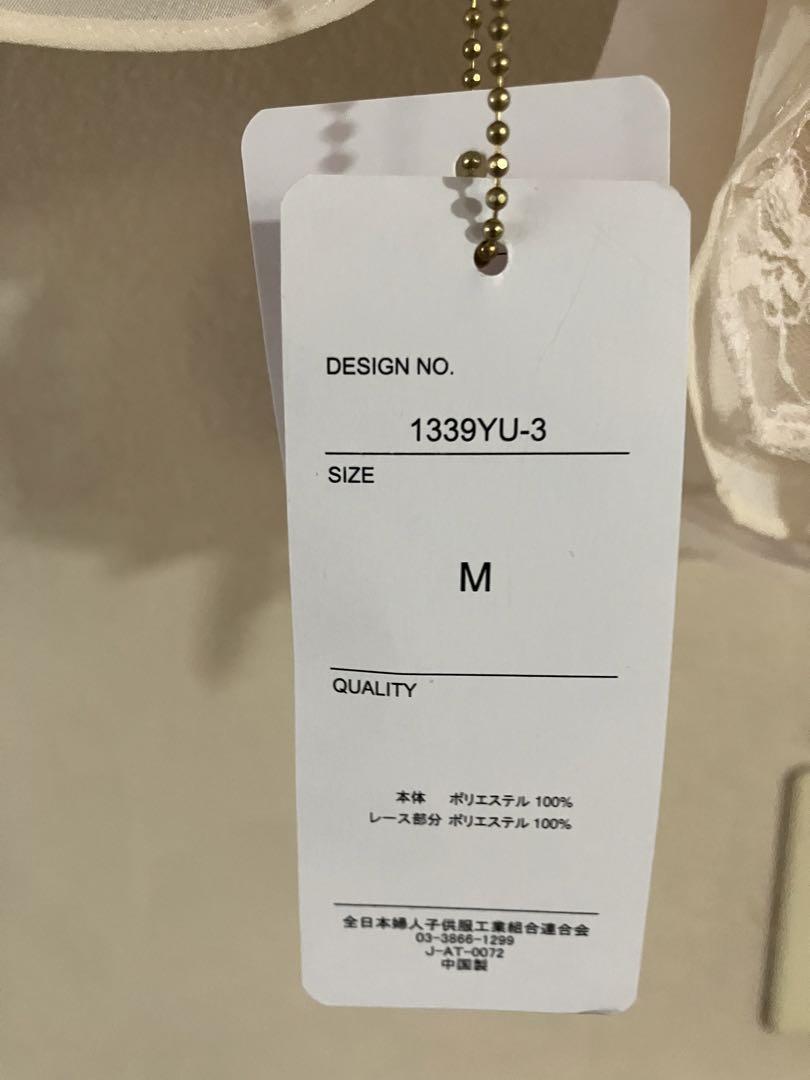 DESIGN NO.
1339YU-3
SIZE
M
QUALITY
本体 ポリエステル 100%
レース部分 ポリエステル 100%
全日本婦人子供服工業組合連合会
03-3866-1299
J-AT-0072
中国製